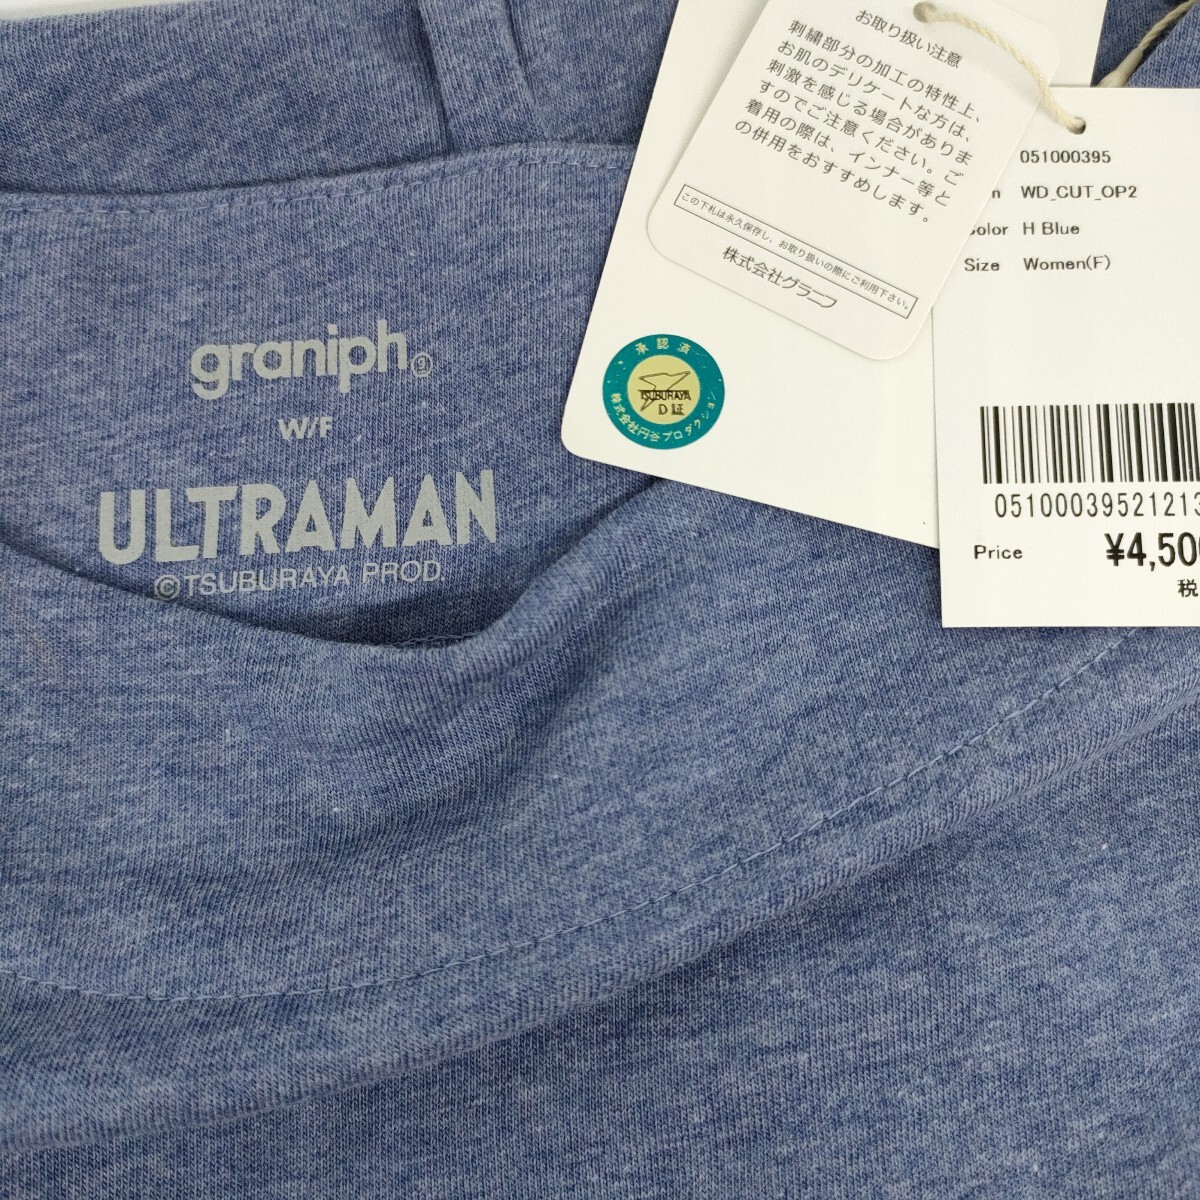 お取り扱い注意
刺繍部分の加工の特性上、
お肌のデリケートな方は、
刺激を感じる場合がありま
すのでご注意ください。ご
着用の際は、インナー等と
の併用をおすすめします。
この下札は永久保存し、お取り扱いの際にご利用下さい。
株式会社グラニフ
051000395
WD_CUT_OP2
Color H Blue
Size Women(F)
05100039521213
Price ¥4,500
税
承認済
TSUBURAYA
D 証
株式会社円谷プロダクション
graniph
W/F
ULTRAMAN
©TSUBURAYA PROD.